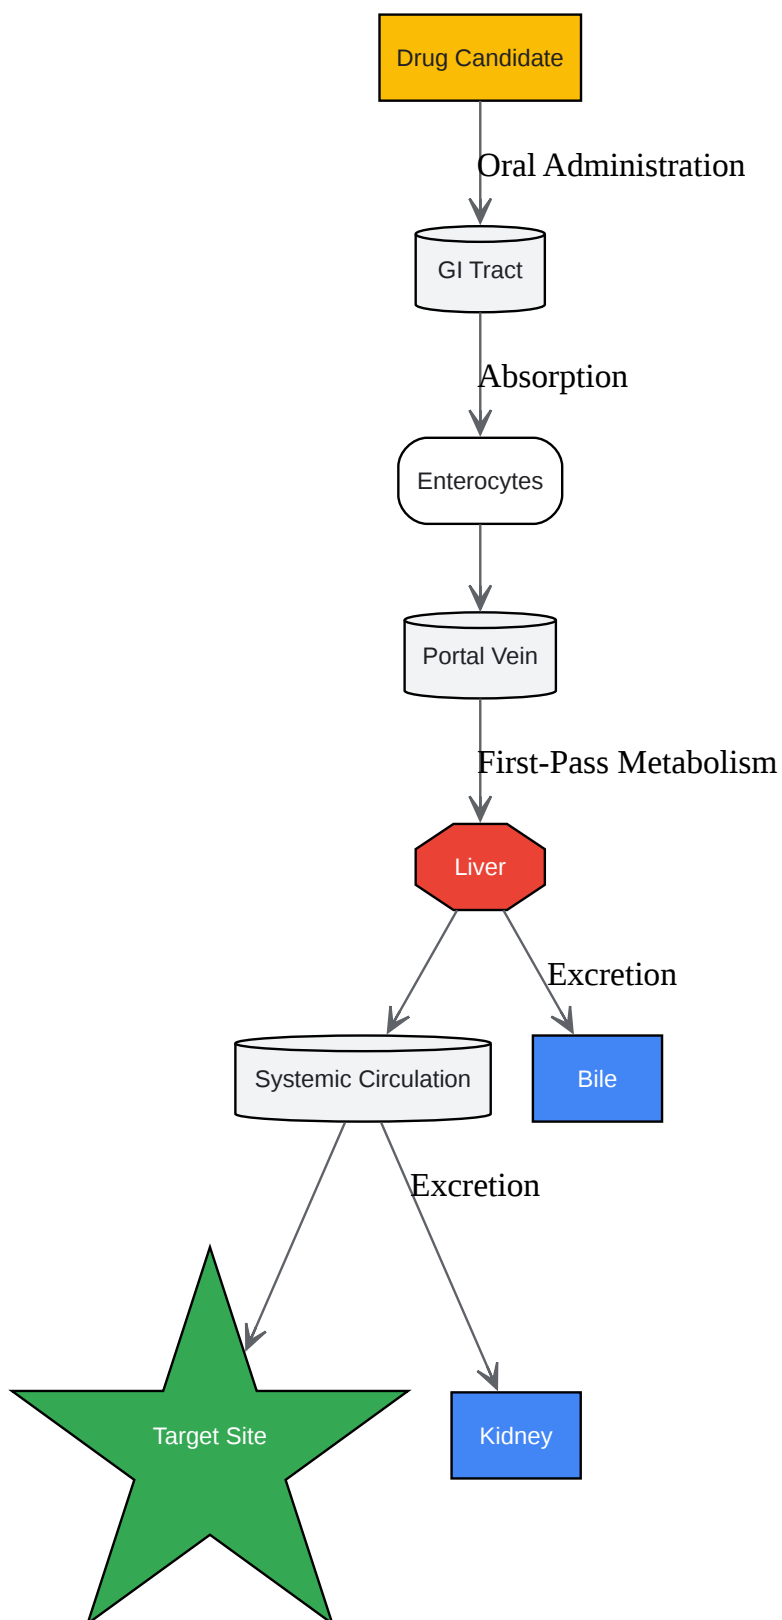 Drug Candidate
Oral Administration
GI Tract
Absorption
Enterocytes
Portal Vein
First-Pass Metabolism
Liver
Excretion
Systemic Circulation
Bile
Excretion
Target Site
Kidney